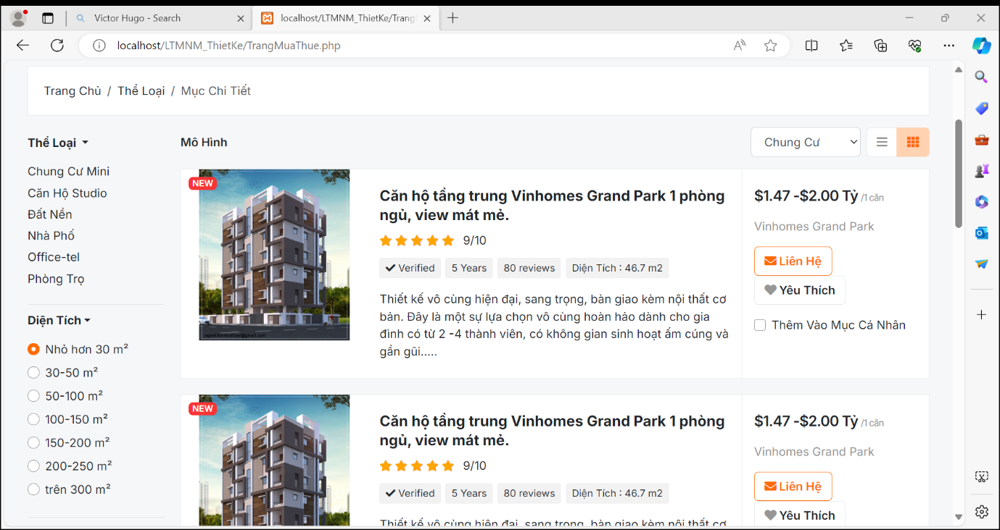 Victor Hugo - Search
localhost/LTMNM_ThietKe/Trang
localhost/LTMNM_ThietKe/TrangMuaThue.php
Trang Chủ / Thể Loại / Mục Chi Tiết
Thể Loại
Chung Cư Mini
Căn Hộ Studio
Đất Nền
Nhà Phố
Office-tel
Phòng Trọ
Diện Tích
Nhỏ hơn 30 m²
30-50 m²
50-100 m²
100-150 m²
150-200 m²
200-250 m²
trên 300 m²
Mô Hình
Chung Cư
NEW
Căn hộ tầng trung Vinhomes Grand Park 1 phòng
ngủ, view mát mẻ.
9/10
Verified
5 Years
80 reviews
Diện Tích : 46.7 m2
Thiết kế vô cùng hiện đại, sang trọng, bàn giao kèm nội thất cơ
bản. Đây là một sự lựa chọn vô cùng hoàn hảo dành cho gia
đình có từ 2 -4 thành viên, có không gian sinh hoạt ấm cúng và
gần gũi.....
$1.47 -$2.00 Tỷ /1 căn
Vinhomes Grand Park
Liên Hệ
Yêu Thích
Thêm Vào Mục Cá Nhân
NEW
Căn hộ tầng trung Vinhomes Grand Park 1 phòng
ngủ, view mát mẻ.
9/10
Verified
5 Years
80 reviews
Diện Tích : 46.7 m2
Thiết kế vô cùng hiện đại, sang trọng, bàn giao kèm nội thất cơ
$1.47 -$2.00 Tỷ /1 căn
Vinhomes Grand Park
Liên Hệ
Yêu Thích